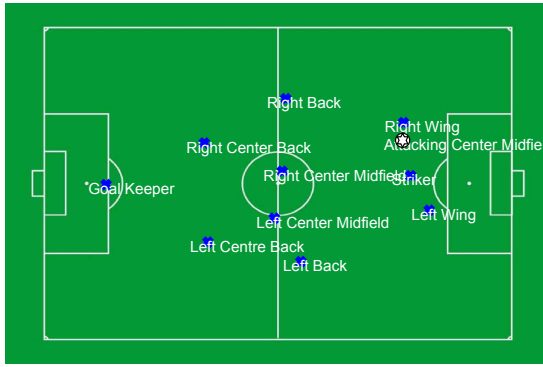 Right Back
Right Wing
Attacking Center Midfie
Right Center Back
Right Center Midfield
Striker
Goal Keeper
Left Wing
Left Center Midfield
Left Centre Back
Left Back